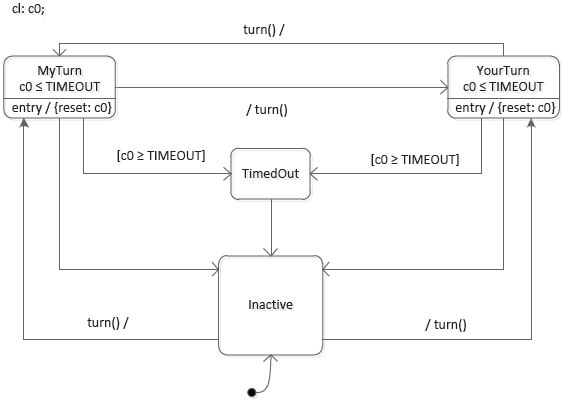 cl: c0;
turn() /
MyTurn
c0 ≤ TIMEOUT
entry / {reset: c0}
YourTurn
c0 ≤ TIMEOUT
entry / {reset: c0}
/ turn()
[c0 ≥ TIMEOUT]
[c0 ≥ TIMEOUT]
TimedOut
Inactive
turn() /
/ turn()